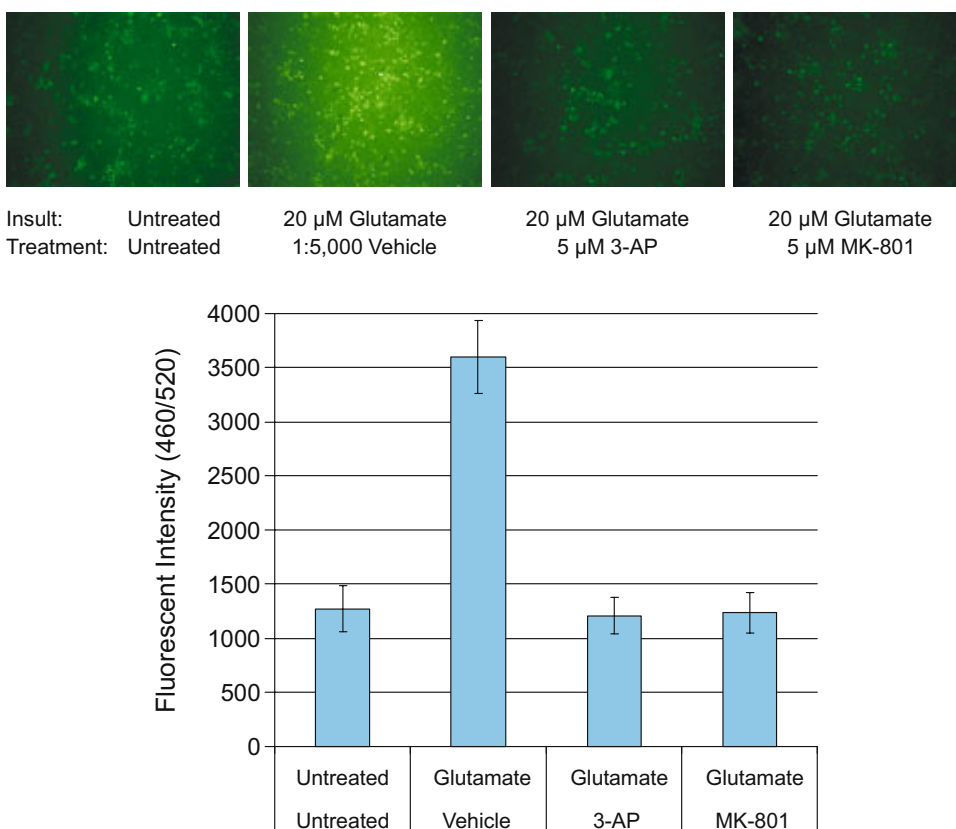 Insult: Untreated 20 µM Glutamate 20 µM Glutamate 20 µM Glutamate
Treatment: Untreated 1:5,000 Vehicle 5 µM 3-AP 5 µM MK-801
Fluorescent Intensity (460/520)
4000
3500
3000
2500
2000
1500
1000
500
0
Untreated Glutamate Glutamate Glutamate
Untreated Vehicle 3-AP MK-801